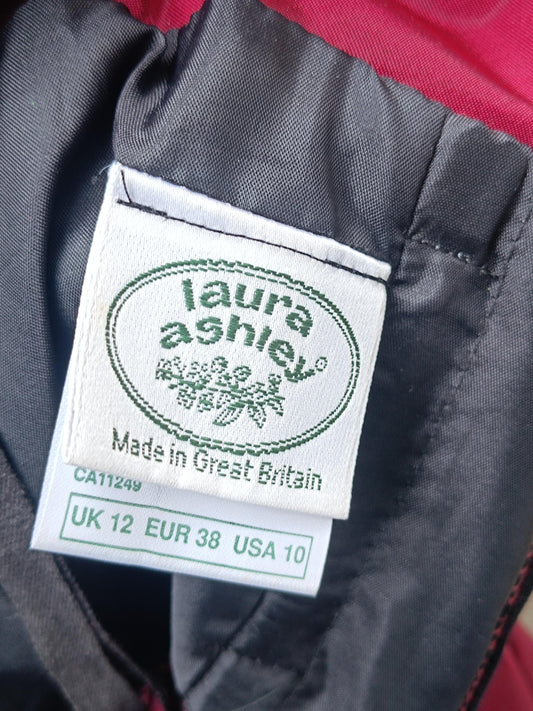 laura
ashley®
Made in Great Britain
CA11249
UK 12 EUR 38 USA 10